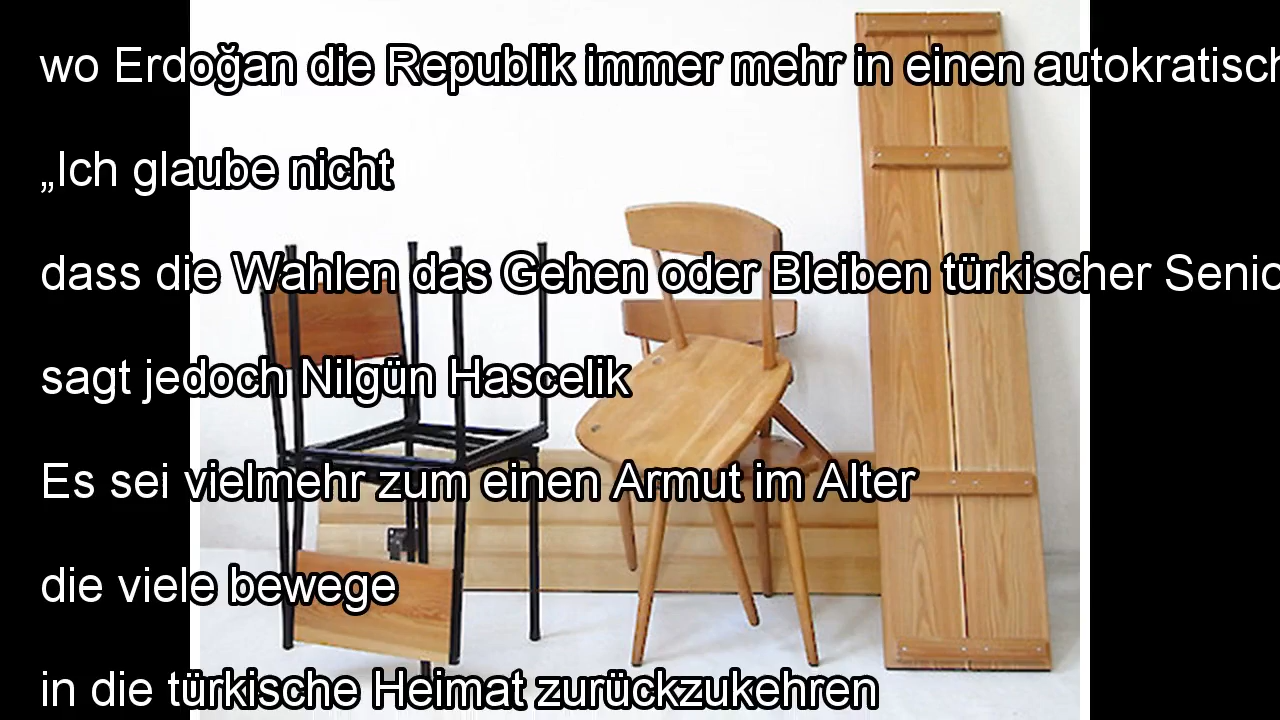 wo Erdoğan die Republik immer mehr in einen autokratisch
„Ich glaube nicht
dass die Wahlen das Gehen oder Bleiben türkischer Senio
sagt jedoch Nilgün Hascelik
Es sei vielmehr zum einen Armut im Alter
die viele bewege
in die türkische Heimat zurückzukehren